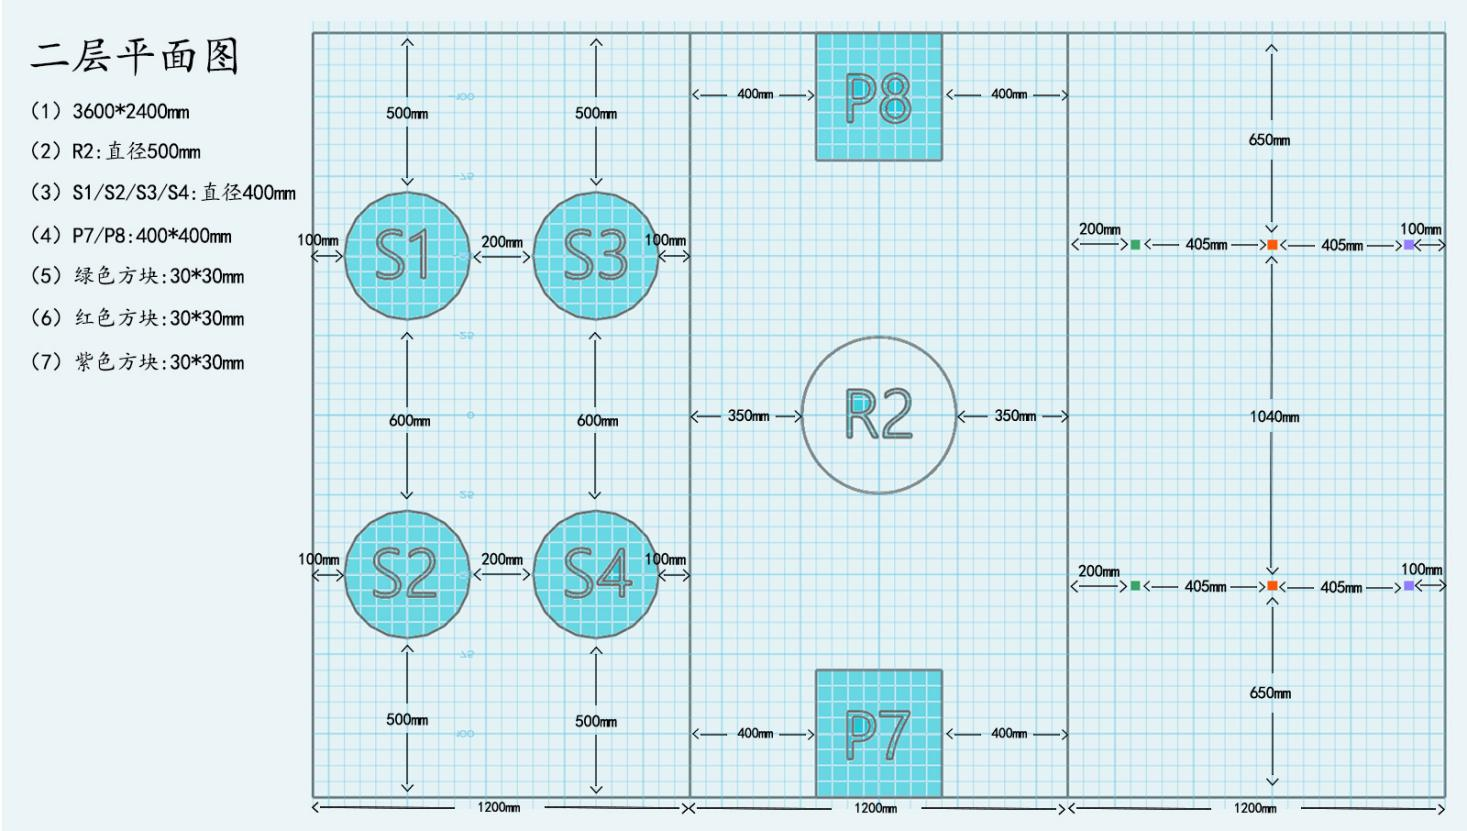 二层平面图
(1) 3600*2400mm
(2) R2:直径500mm
(3) S1/S2/S3/S4:直径400mm
(4) P7/P8:400*400mm
(5) 绿色方块:30*30mm
(6) 红色方块:30*30mm
(7) 紫色方块:30*30mm
500mm 500mm 400mm P8 400mm 650mm
100mm S1 200mm S3 100mm 200mm 405mm 405mm 100mm
600mm 600mm 350mm R2 350mm 1040mm
100mm S2 200mm S4 100mm 200mm 405mm 405mm 100mm
500mm 500mm 400mm P7 400mm 650mm
1200mm 1200mm 1200mm